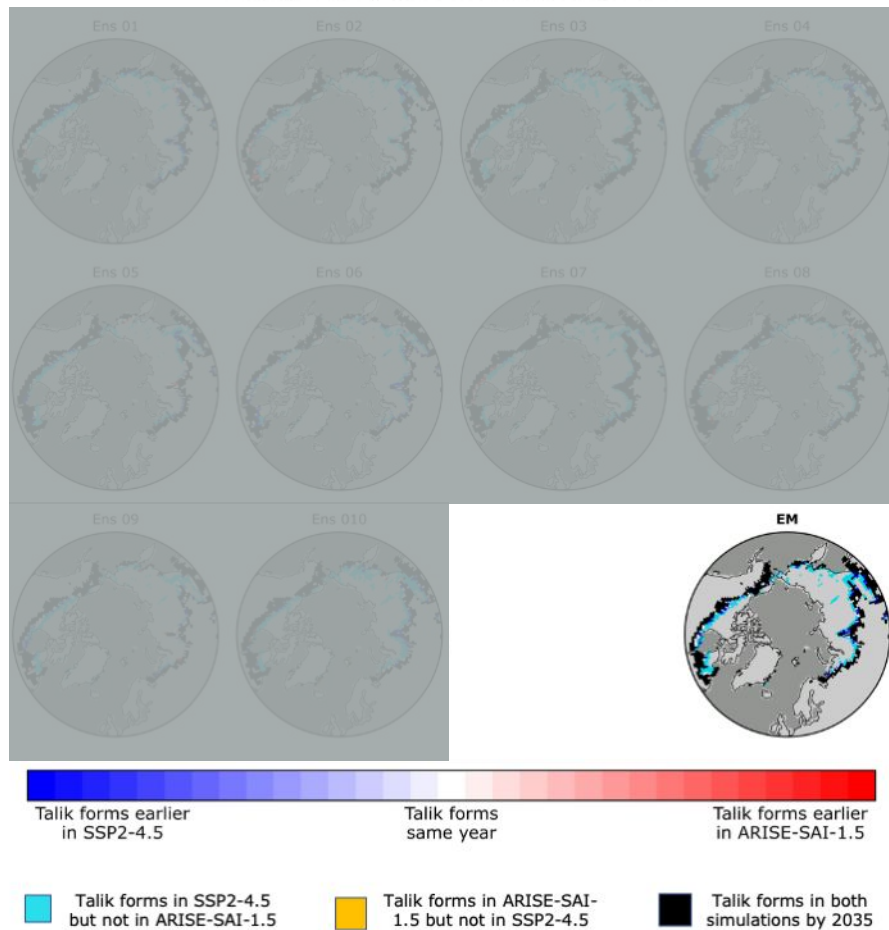 Ens 01 Ens 02 Ens 03 Ens 04
Ens 05 Ens 06 Ens 07 Ens 08
Ens 09 Ens 010 EM
Talik forms earlier
in SSP2-4.5
Talik forms
same year
Talik forms earlier
in ARISE-SAI-1.5
Talik forms in SSP2-4.5
but not in ARISE-SAI-1.5
Talik forms in ARISE-SAI-
1.5 but not in SSP2-4.5
Talik forms in both
simulations by 2035